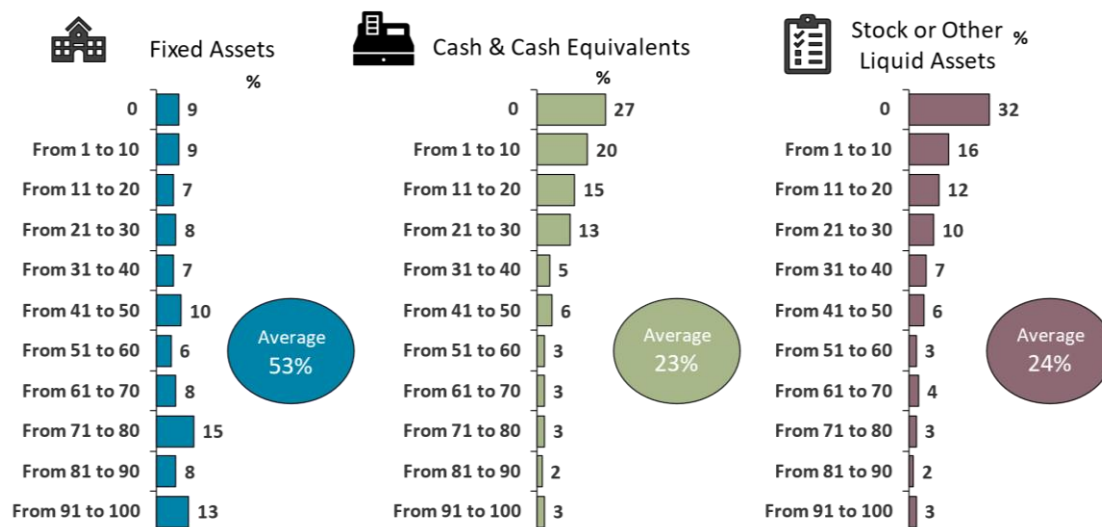 Fixed Assets
%
0 9
From 1 to 10 9
From 11 to 20 7
From 21 to 30 8
From 31 to 40 7
From 41 to 50 10
From 51 to 60 6
From 61 to 70 8
From 71 to 80 15
From 81 to 90 8
From 91 to 100 13
Average
53%
Cash & Cash Equivalents
%
0 27
From 1 to 10 20
From 11 to 20 15
From 21 to 30 13
From 31 to 40 5
From 41 to 50 6
From 51 to 60 3
From 61 to 70 3
From 71 to 80 3
From 81 to 90 2
From 91 to 100 3
Average
23%
Stock or Other %
Liquid Assets
0 32
From 1 to 10 16
From 11 to 20 12
From 21 to 30 10
From 31 to 40 7
From 41 to 50 6
From 51 to 60 3
From 61 to 70 4
From 71 to 80 3
From 81 to 90 2
From 91 to 100 3
Average
24%